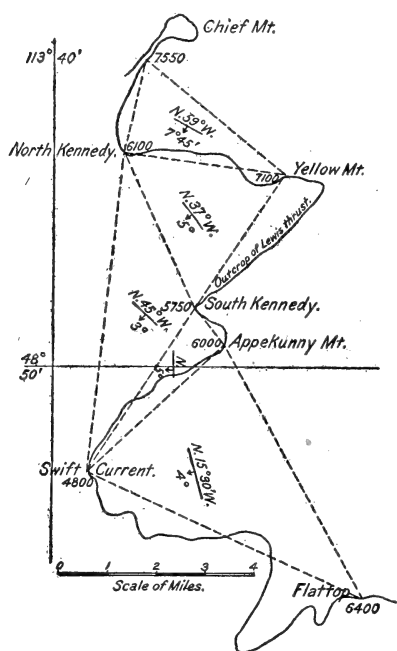 Chief Mt.
113° 40'
7550
N.59°W.
7°45'
North Kennedy.
6100
7100
Yellow Mt.
N.37°W.
5°
Outcrop of Lewis thrust.
N.45°W.
3°
5750
South Kennedy.
6000
Appekunny Mt.
48°
50'
N
5°
Swift Current.
4800
N.15°30'W.
4°
0 1 2 3 4
Scale of Miles.
Flattop
6400